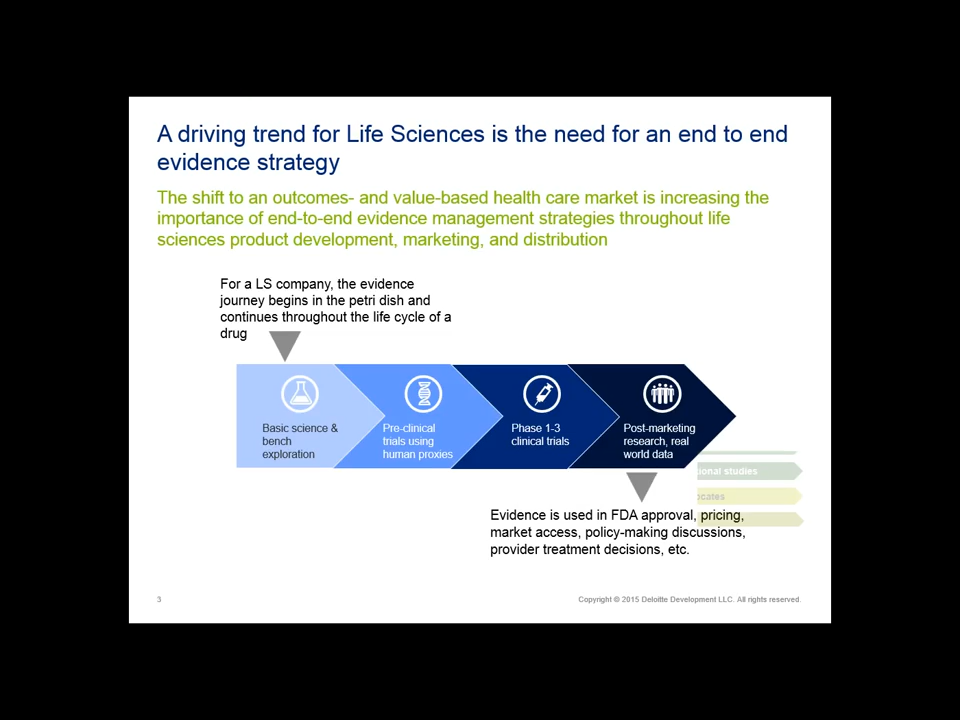 A driving trend for Life Sciences is the need for an end to end
evidence strategy
The shift to an outcomes- and value-based health care market is increasing the
importance of end-to-end evidence management strategies throughout life
sciences product development, marketing, and distribution
For a LS company, the evidence
journey begins in the petri dish and
continues throughout the life cycle of a
drug
Basic science &
bench
exploration
Pre-clinical
trials using
human proxies
Phase 1-3
clinical trials
Post-marketing
research, real
world data
studies
Evidence is used in FDA approval, pricing,
market access, policy-making discussions,
provider treatment decisions, etc.
3
Copyright © 2015 Deloitte Development LLC. All rights reserved.